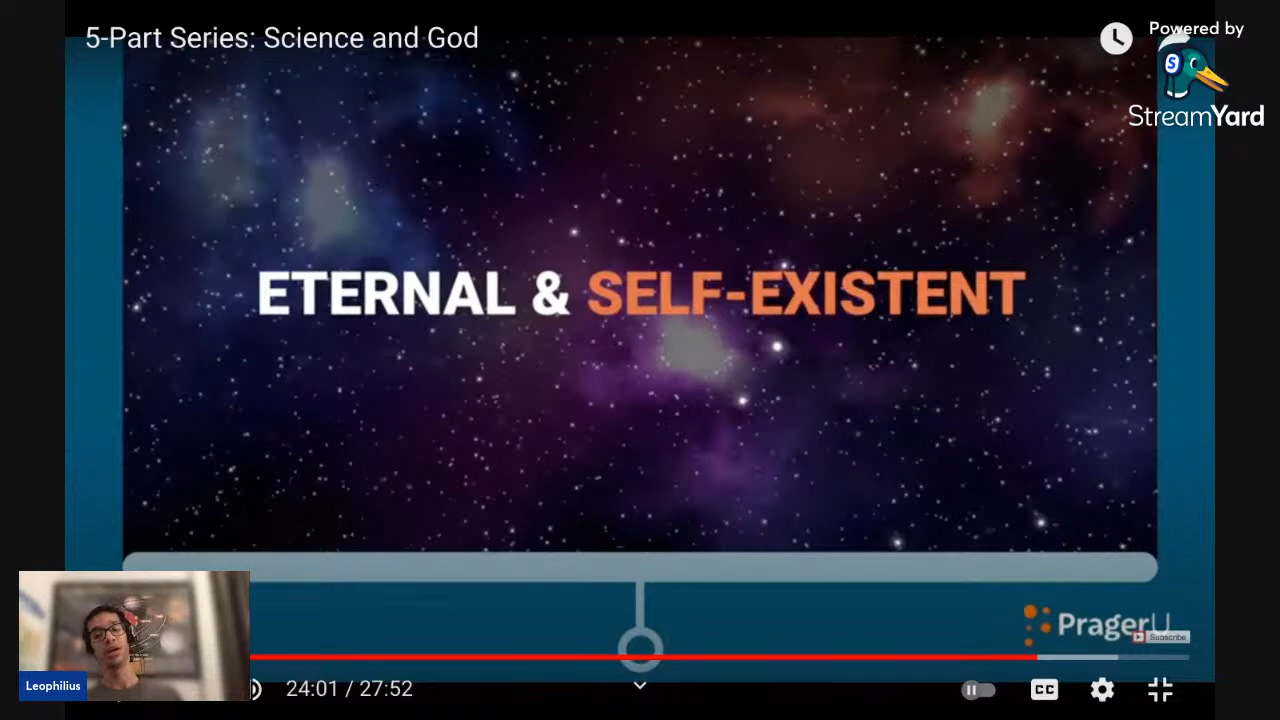 5-Part Series: Science and God
Powered by
S
StreamYard
ETERNAL & SELF-EXISTENT
PragerU
Subscribe
Leophilius
24:01 / 27:52
CC